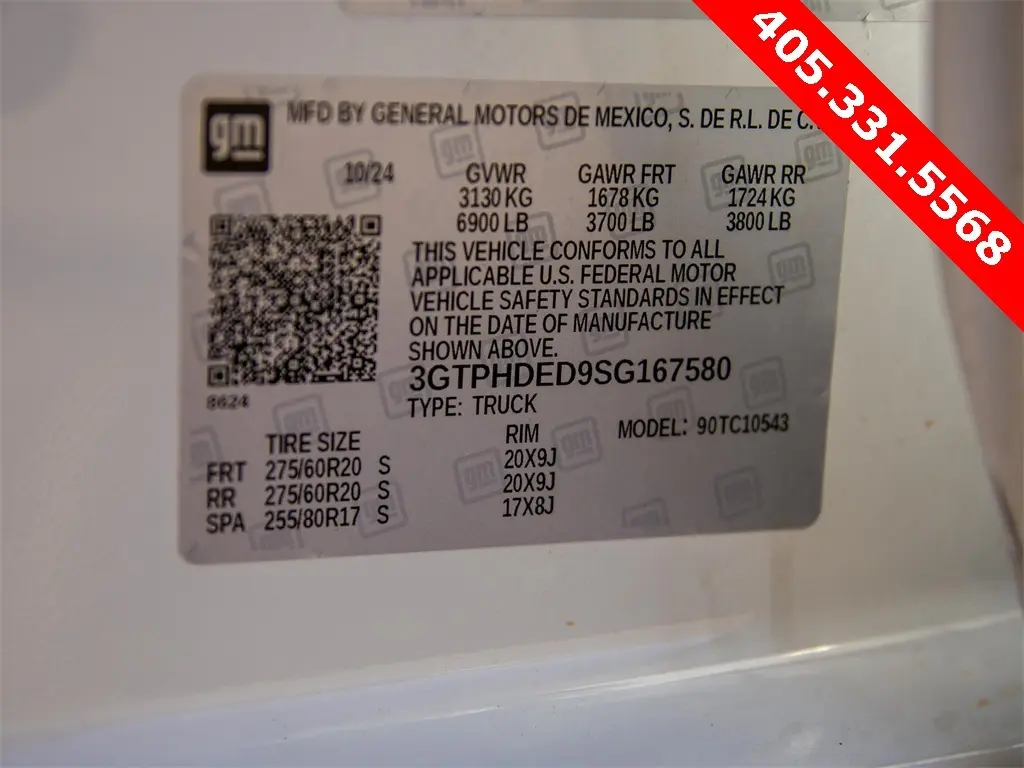 405.331.5568
gm
MFD BY GENERAL MOTORS DE MEXICO, S. DE R.L. DE C.
10/24 GVWR GAWR FRT GAWR RR
3130 KG 1678 KG 1724 KG
6900 LB 3700 LB 3800 LB
THIS VEHICLE CONFORMS TO ALL
APPLICABLE U.S. FEDERAL MOTOR
VEHICLE SAFETY STANDARDS IN EFFECT
ON THE DATE OF MANUFACTURE
SHOWN ABOVE.
3GTPHDED9SG167580
8624
TYPE: TRUCK
TIRE SIZE RIM MODEL: 90TC10543
FRT 275/60R20 S 20X9J
RR 275/60R20 S 20X9J
SPA 255/80R17 S 17X8J